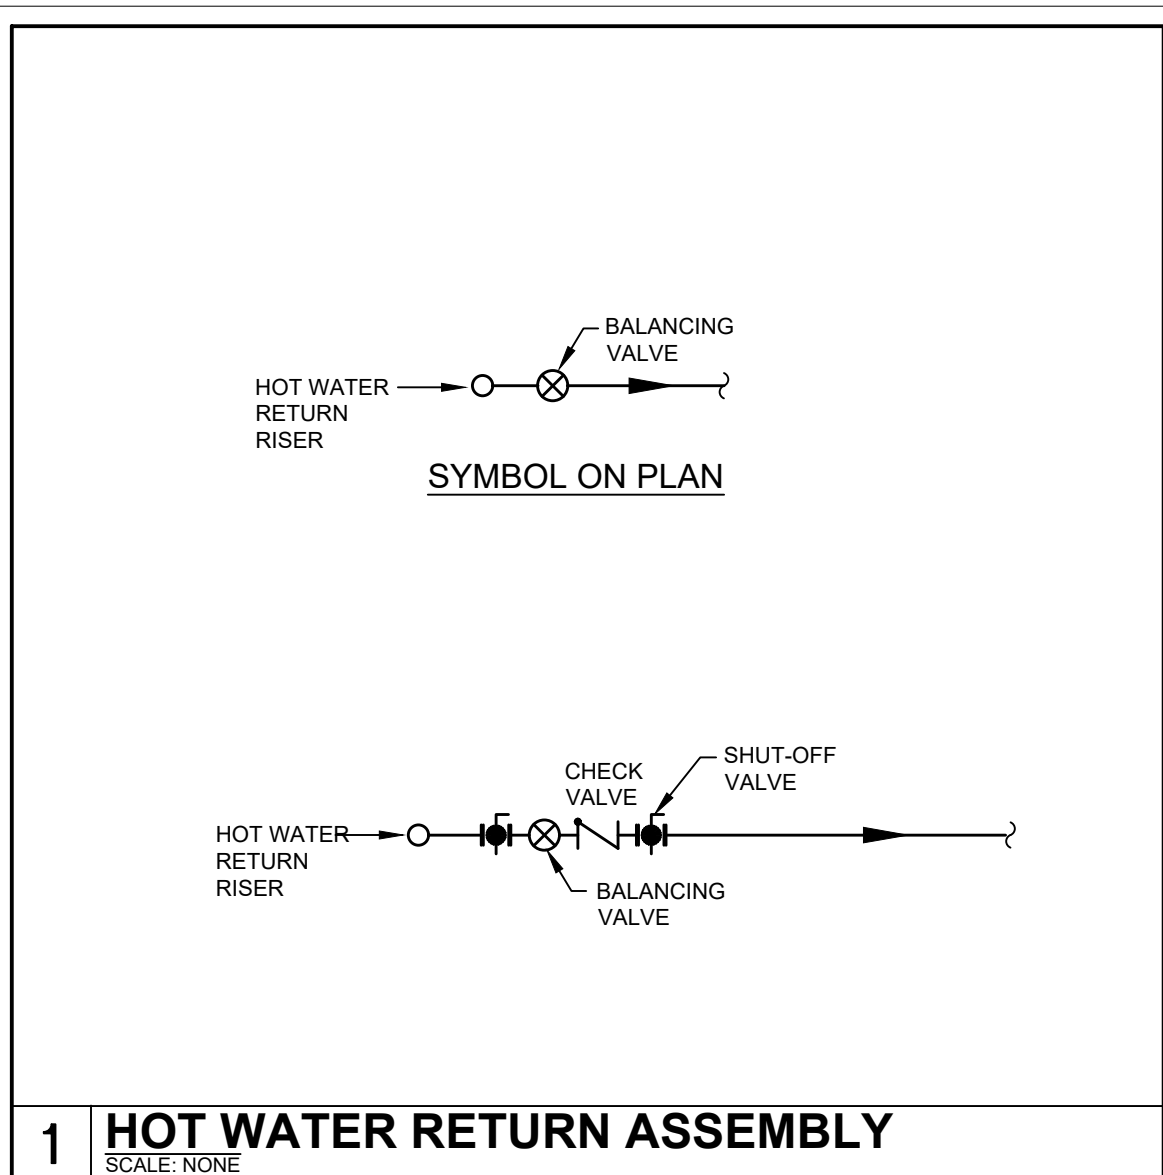 BALANCING
VALVE
HOT WATER
RETURN
RISER
SYMBOL ON PLAN
CHECK
VALVE
SHUT-OFF
VALVE
HOT WATER
RETURN
RISER
BALANCING
VALVE
1
HOT WATER RETURN ASSEMBLY
SCALE: NONE